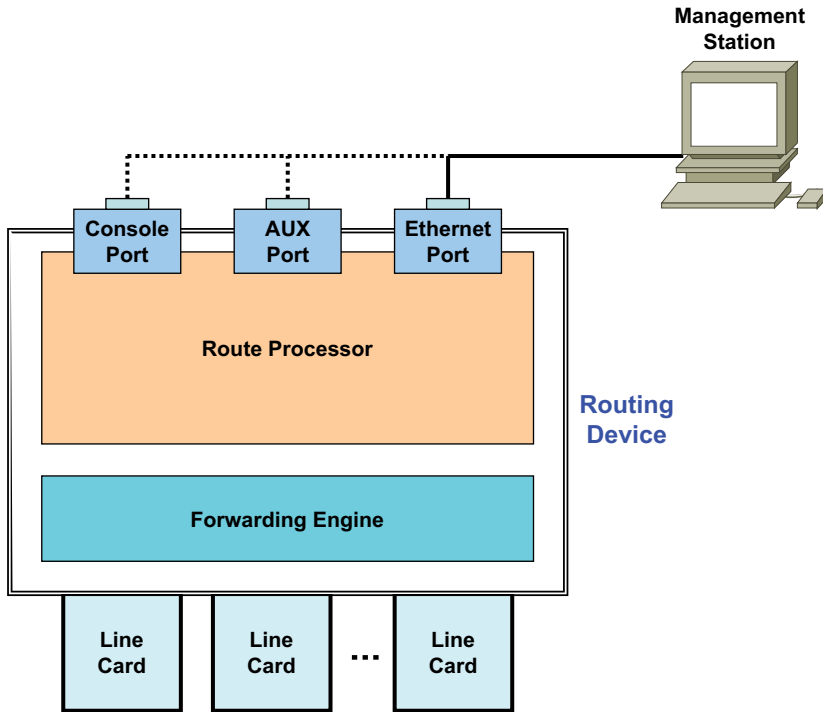 Management
Station
Console
Port
AUX
Port
Ethernet
Port
Route Processor
Routing
Device
Forwarding Engine
Line
Card
Line
Card
...
Line
Card